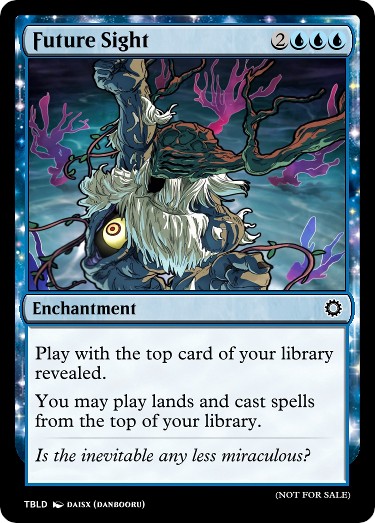 Future Sight 2
Enchantment
Play with the top card of your library
revealed.
You may play lands and cast spells
from the top of your library.
Is the inevitable any less miraculous?
(NOT FOR SALE)
TBLD DAISX (DANBOORU)